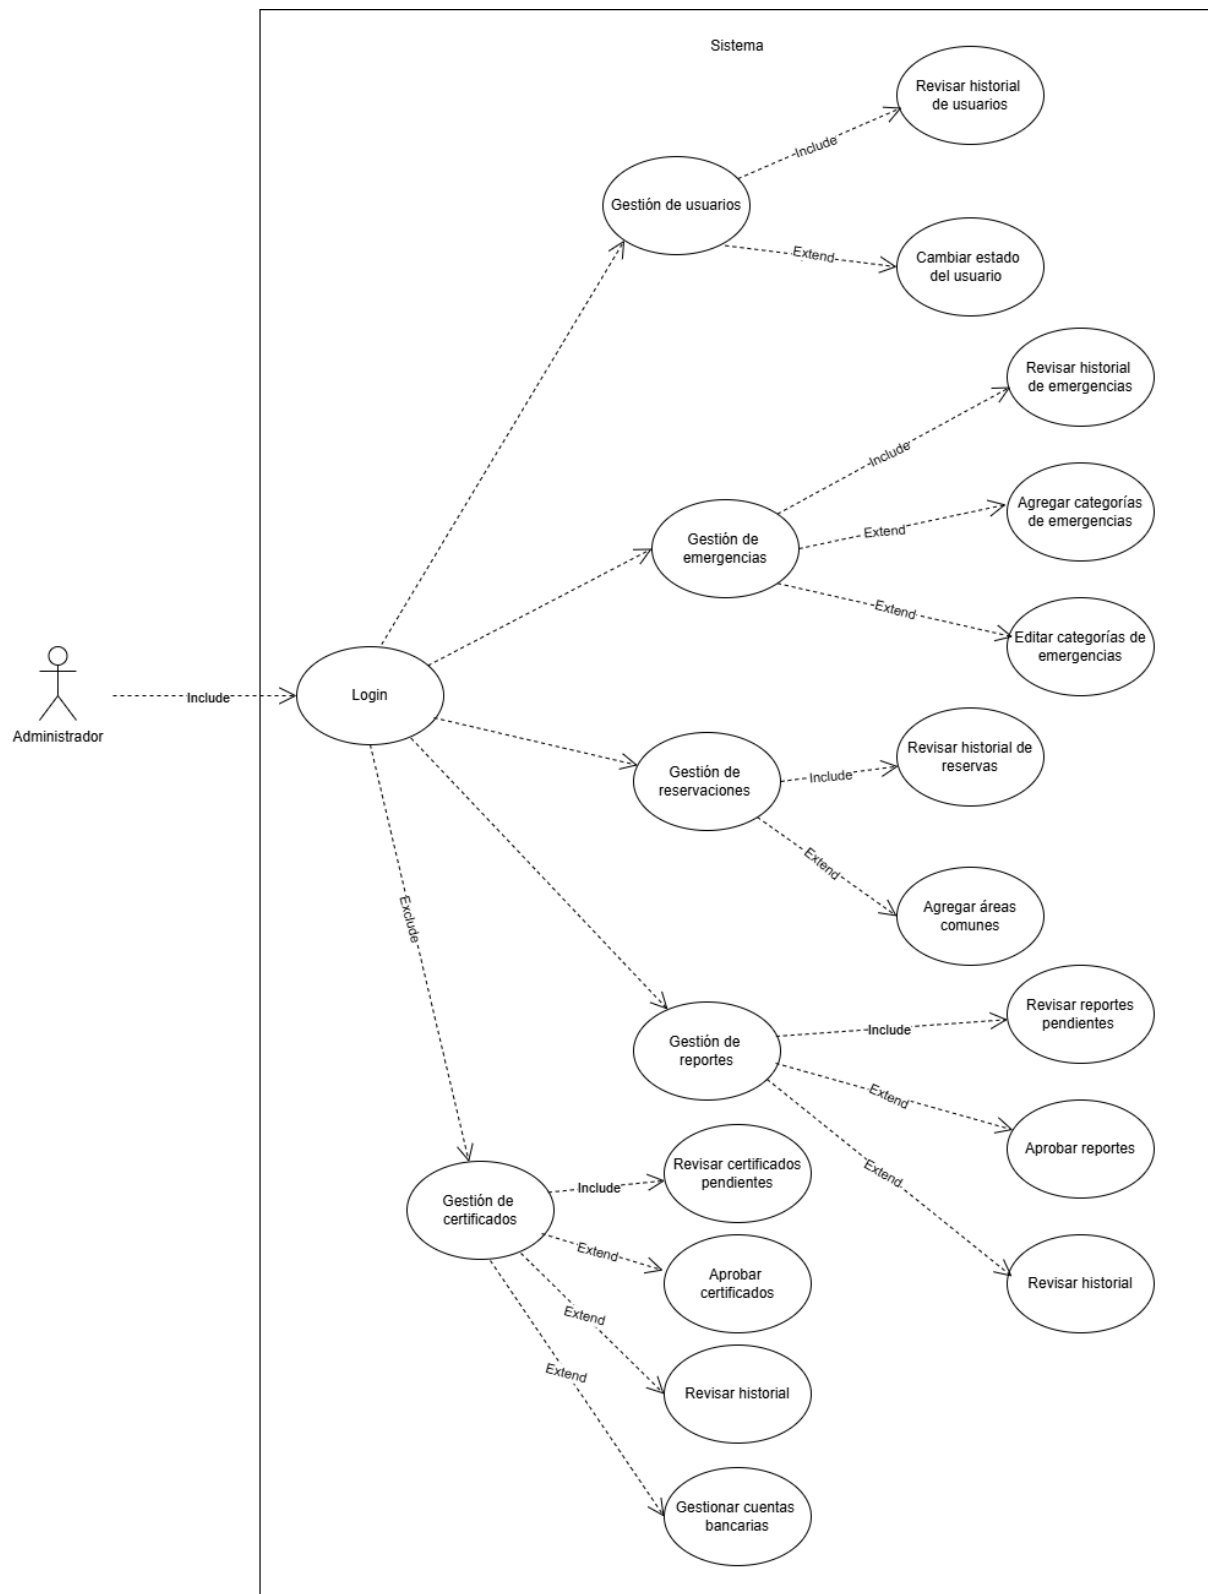 Sistema
Revisar historial
de usuarios
Include
Gestión de usuarios
Extend
Cambiar estado
del usuario
Revisar historial
de emergencias
Include
Agregar categorías
de emergencias
Gestión de
emergencias
Extend
Extend
Editar categorías de
emergencias
Administrador
Include
Login
Revisar historial de
reservas
Gestión de
reservaciones
Include
Extend
Agregar áreas
comunes
Exclude
Revisar reportes
pendientes
Gestión de
reportes
Include
Extend
Aprobar reportes
Extend
Revisar historial
Revisar certificados
pendientes
Gestión de
certificados
Include
Extend
Aprobar
certificados
Extend
Revisar historial
Extend
Gestionar cuentas
bancarias